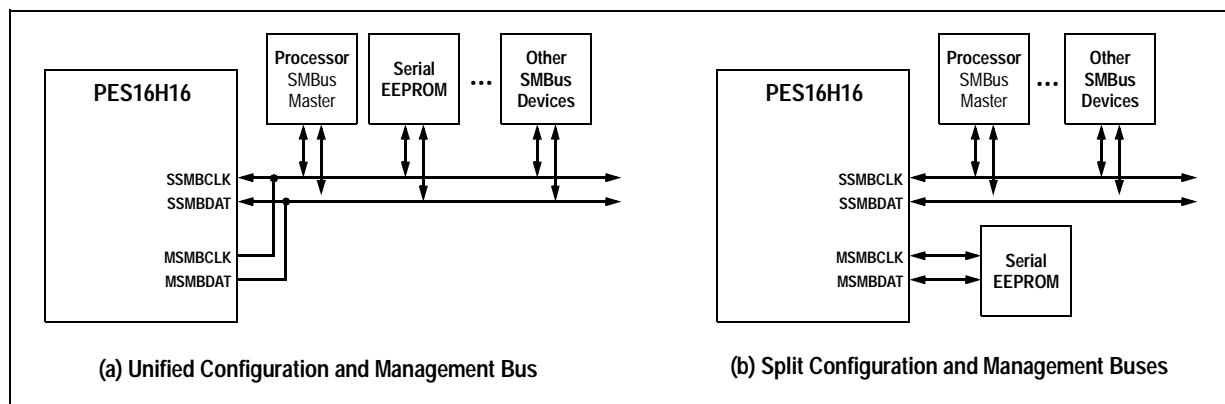 PES16H16
Processor
SMBus
Master
Serial
EEPROM
...
Other
SMBus
Devices
SSMBCLK
SSMBDAT
MSMBCLK
MSMBDAT
(a) Unified Configuration and Management Bus
PES16H16
Processor
SMBus
Master
...
Other
SMBus
Devices
SSMBCLK
SSMBDAT
MSMBCLK
MSMBDAT
Serial
EEPROM
(b) Split Configuration and Management Buses